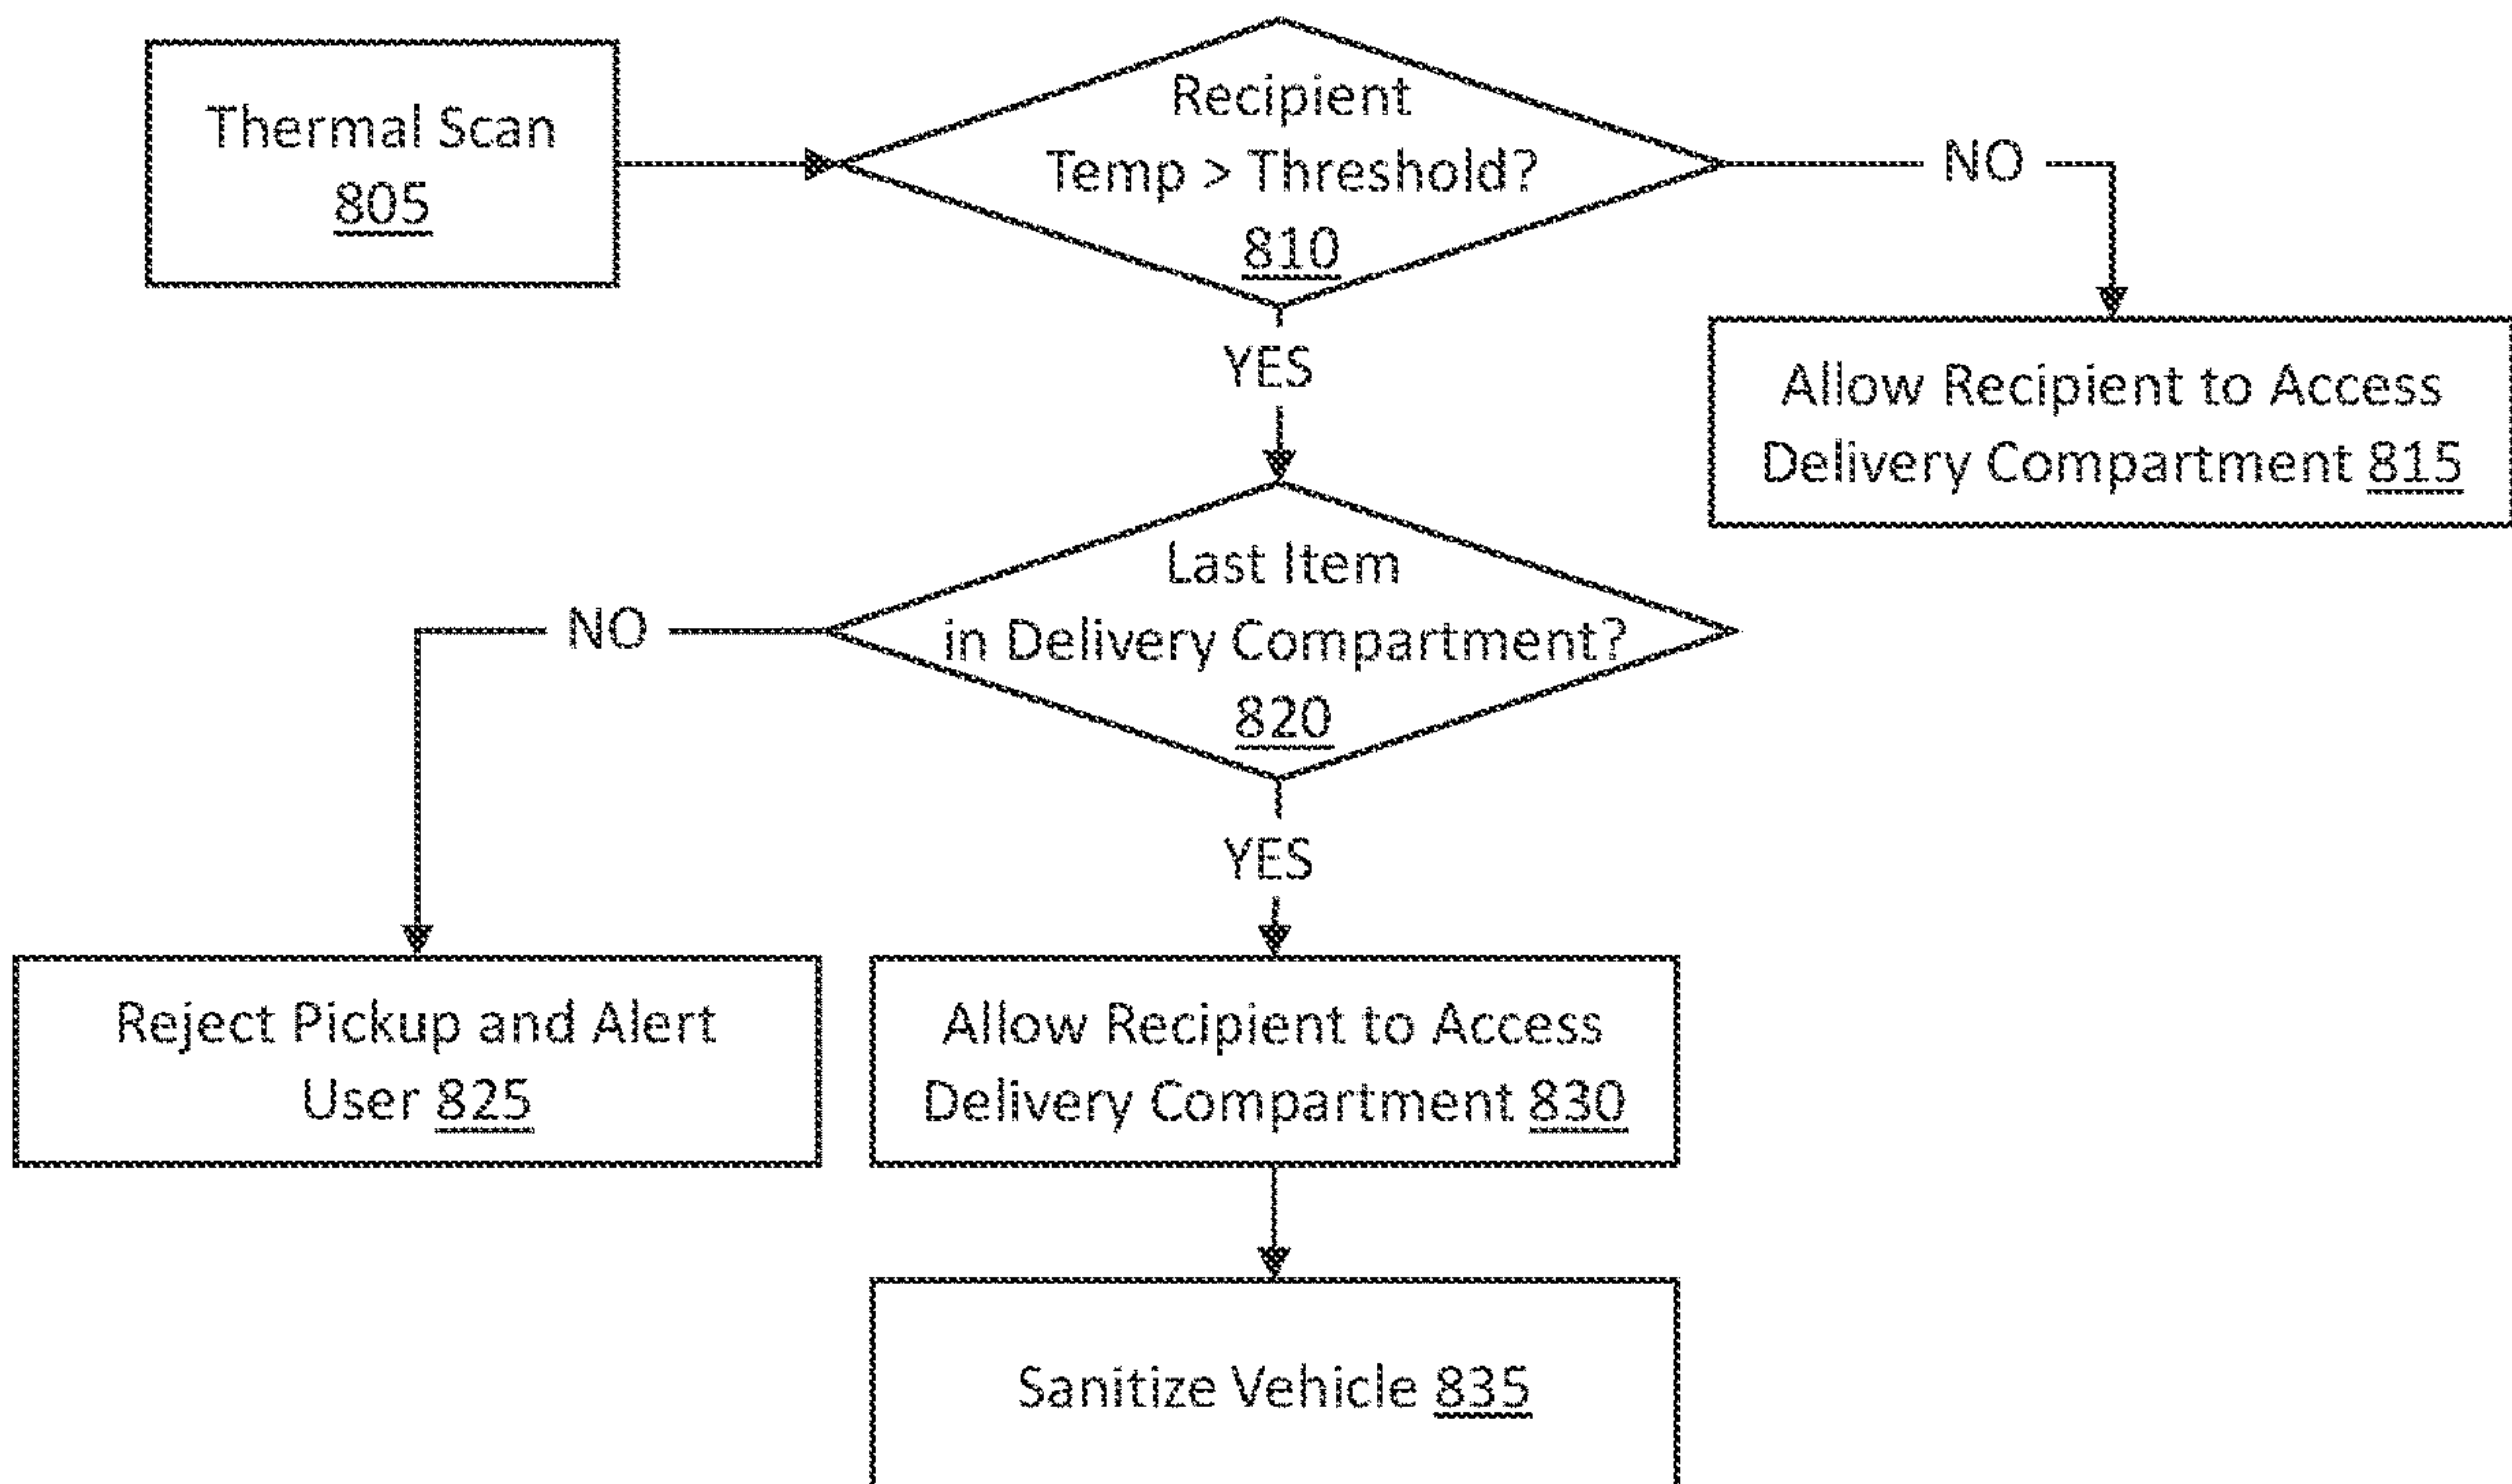 Thermal Scan
805
Recipient
Temp > Threshold?
810
NO
YES
Allow Recipient to Access
Delivery Compartment 815
Last Item
in Delivery Compartment?
820
NO
YES
Reject Pickup and Alert
User 825
Allow Recipient to Access
Delivery Compartment 830
Sanitize Vehicle 835